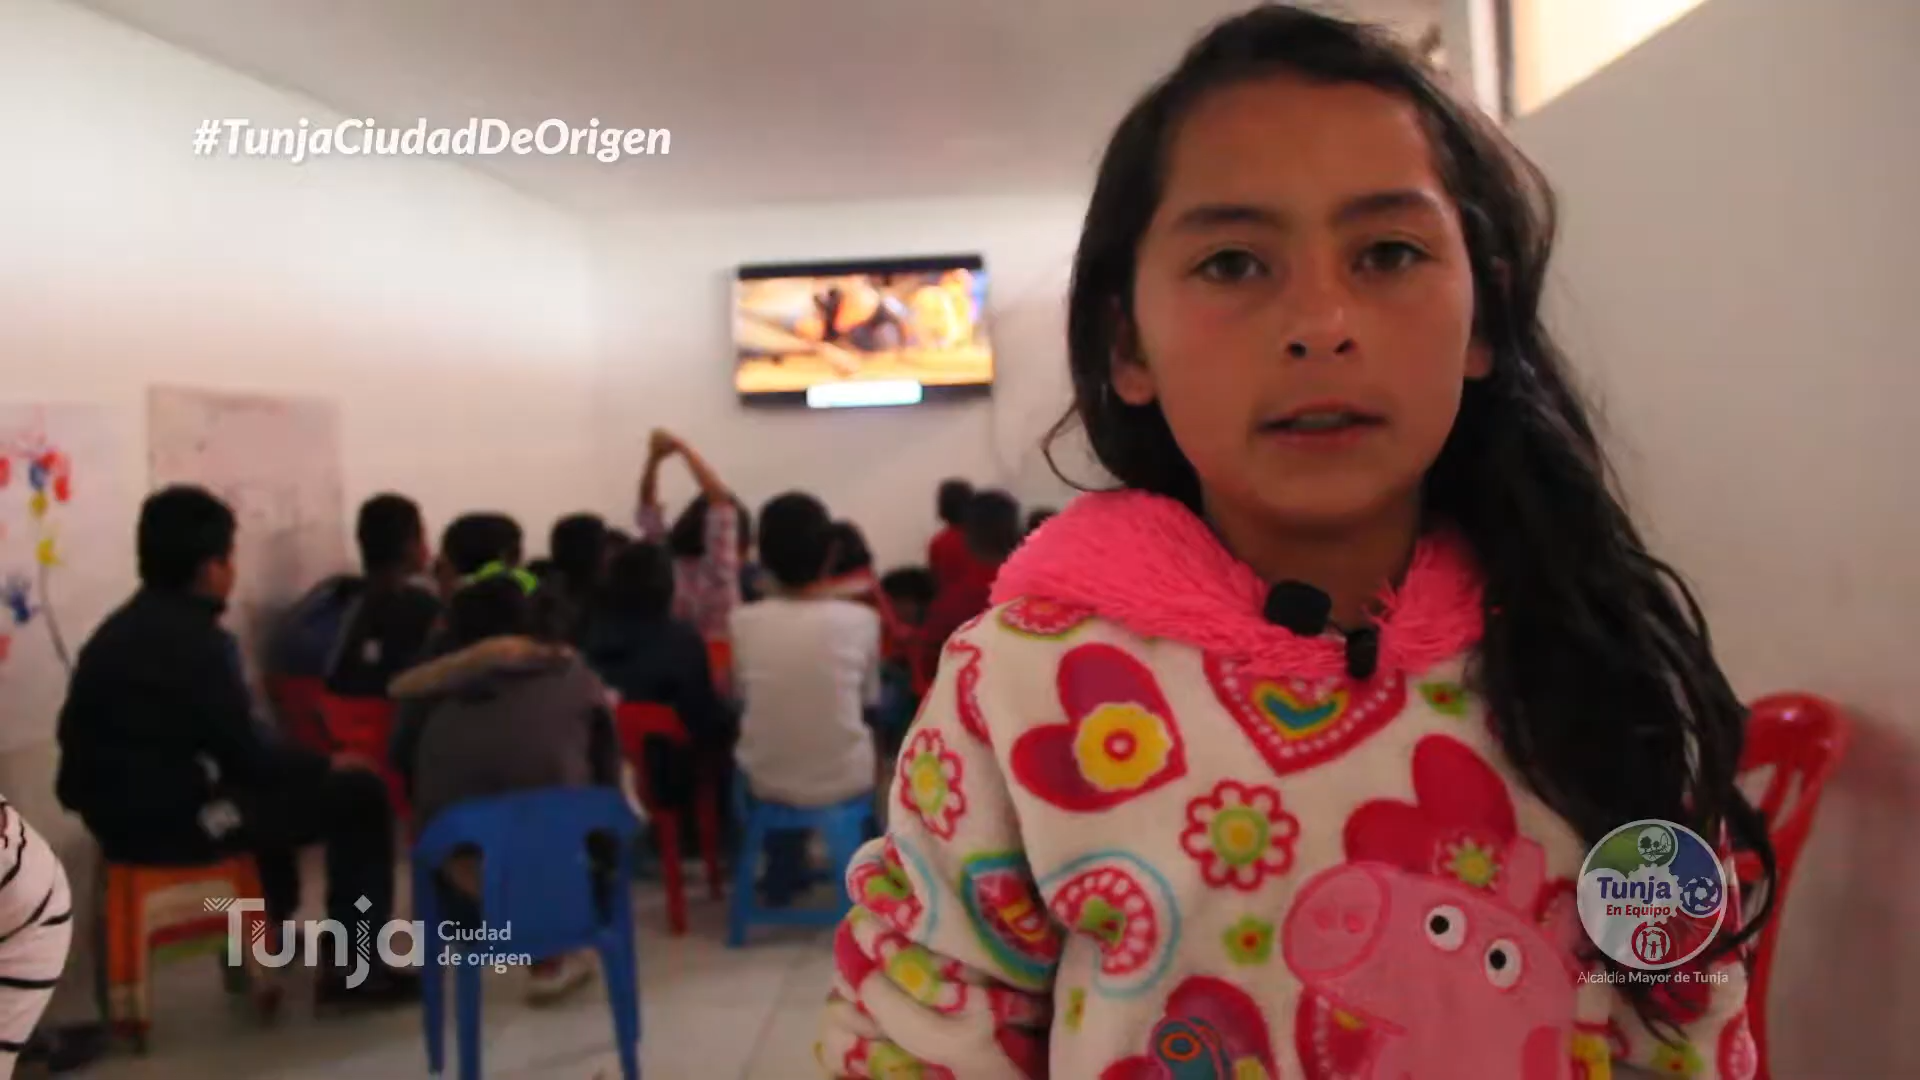 #TunjaCiudadDeOrigen
Tunja Ciudad
de origen
Tunja
En Equipo
Alcaldía Mayor de Tunja